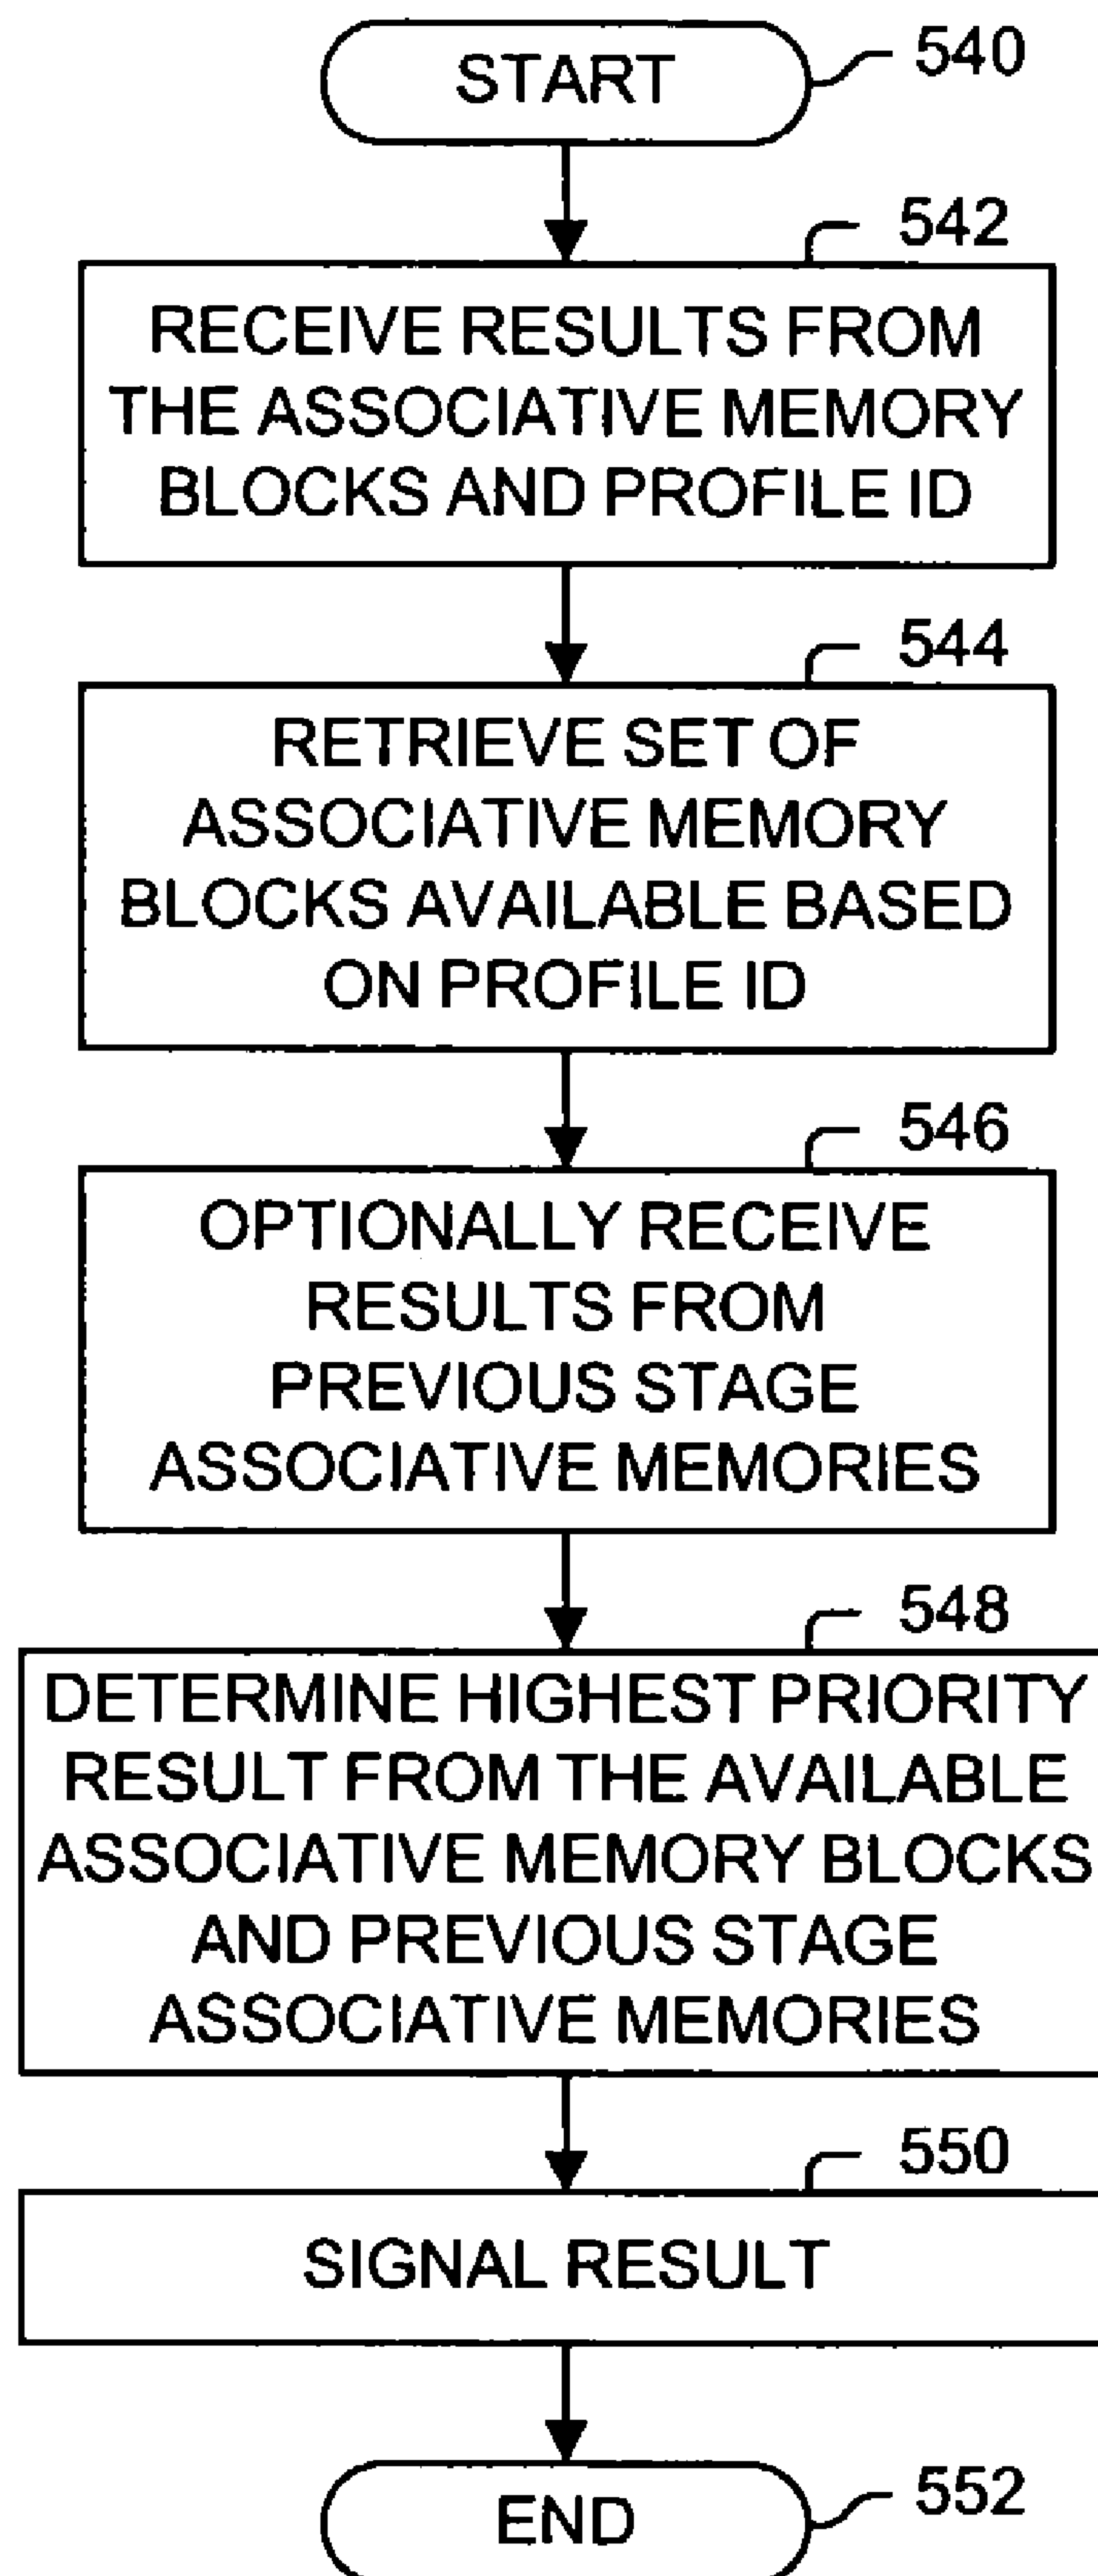 START
540
542
RECEIVE RESULTS FROM
THE ASSOCIATIVE MEMORY
BLOCKS AND PROFILE ID
544
RETRIEVE SET OF
ASSOCIATIVE MEMORY
BLOCKS AVAILABLE BASED
ON PROFILE ID
546
OPTIONALLY RECEIVE
RESULTS FROM
PREVIOUS STAGE
ASSOCIATIVE MEMORIES
548
DETERMINE HIGHEST PRIORITY
RESULT FROM THE AVAILABLE
ASSOCIATIVE MEMORY BLOCKS
AND PREVIOUS STAGE
ASSOCIATIVE MEMORIES
550
SIGNAL RESULT
END
552